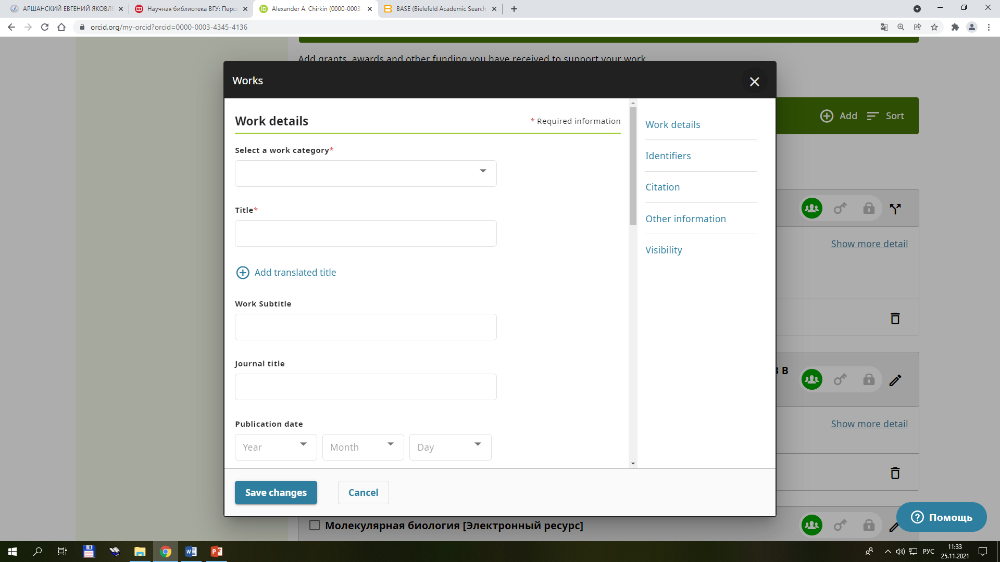 АРШАНСКИЙ ЕВГЕНИЙ ЯКОВЛЕ
Научная библиотека ВГУ: Персо
Alexander A. Chirkin (0000-0003-
BASE (Bielefeld Academic Search
orcid.org/my-orcid?orcid=0000-0003-4345-4136
Add grants, awards and other funding you have received to support your work.
Works
Work details
* Required information
Select a work category*
Title*
Add translated title
Work Subtitle
Journal title
Publication date
Year
Month
Day
Save changes
Cancel
Work details
Identifiers
Citation
Other information
Visibility
Add
Sort
Show more detail
В В
Show more detail
Молекулярная биология [Электронный ресурс]
Помощь
РУС
11:33
25.11.2021